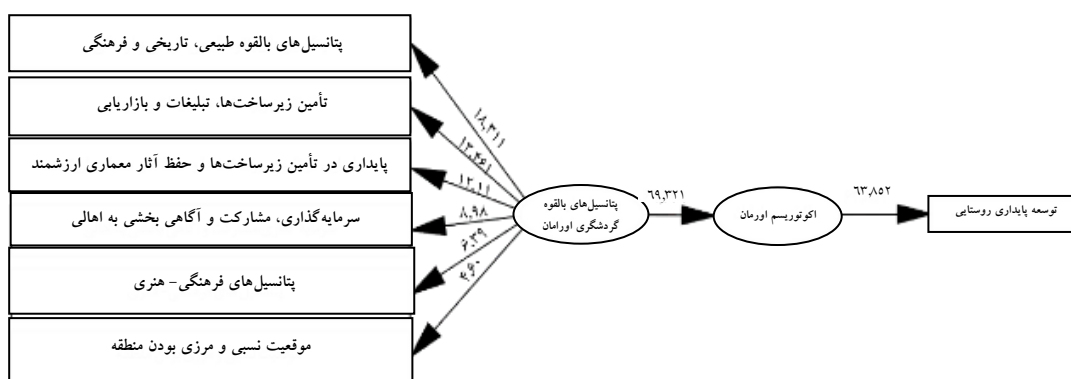 پتانسیل‌های بالقوه طبیعی، تاریخی و فرهنگی
تأمین زیرساخت‌ها، تبلیغات و بازاریابی
پایداری در تأمین زیرساخت‌ها و حفظ آثار معماری ارزشمند
سرمایه‌گذاری، مشارکت و آگاهی بخشی به اهالی
پتانسیل‌های فرهنگی- هنری
موقعیت نسبی و مرزی بودن منطقه
۱۸,۳۱۱
۱۳,۴۶۱
۱۲,۱۱
۸,۹۸
۶,۳۹
۴,۶۰
پتانسیل‌های بالقوه
گردشگری اورامان
۶۹,۳۲۱
اکوتوریسم اورمان
۶۳,۸۵۲
توسعه پایداری روستایی